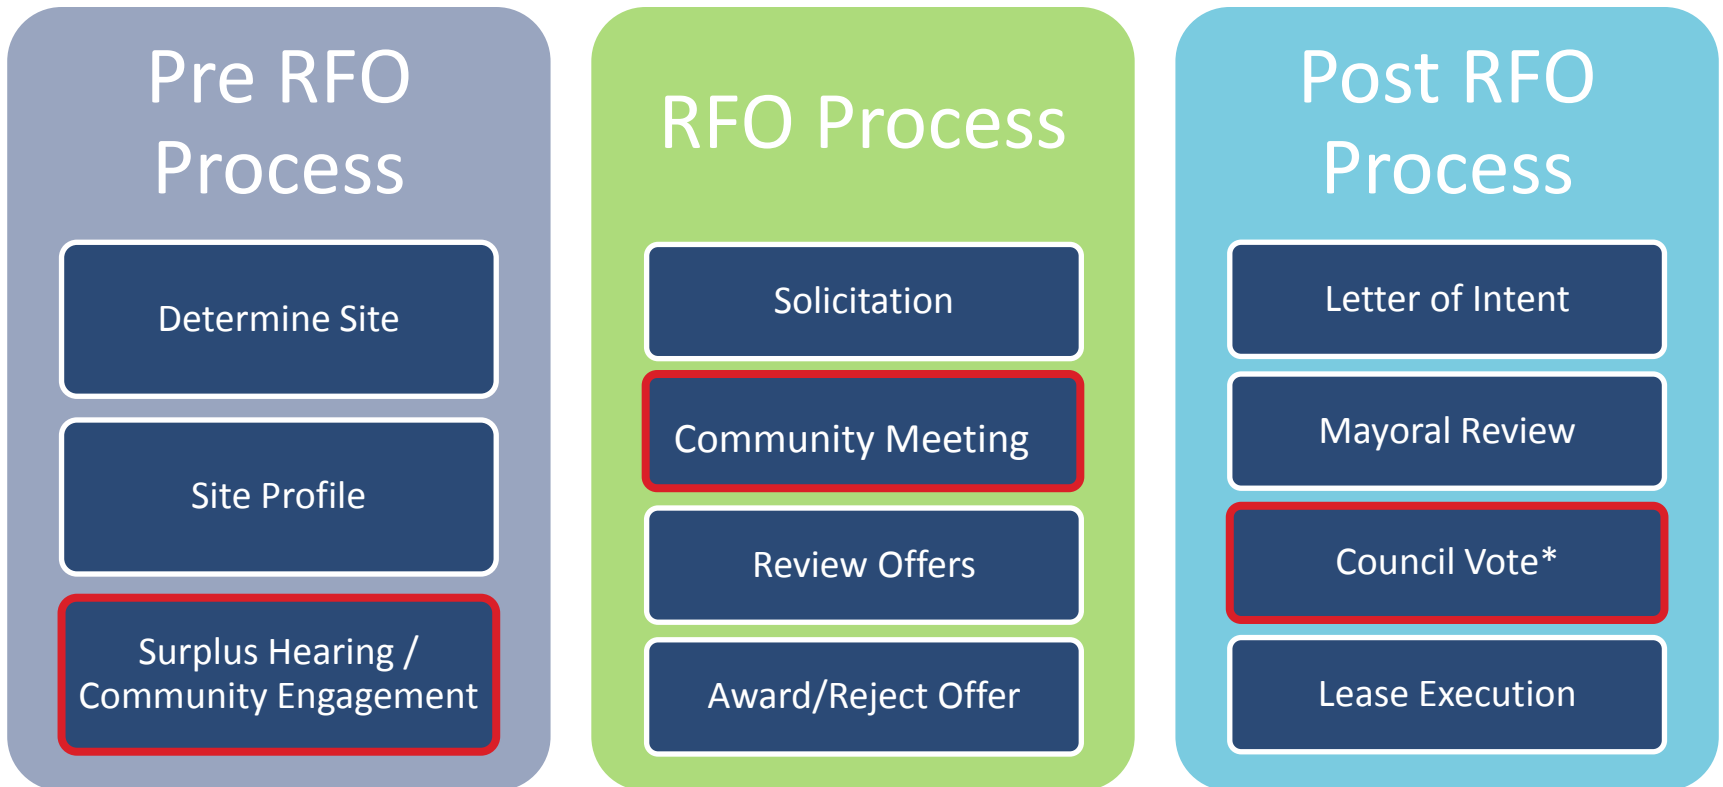 Pre RFO
Process
Determine Site
Site Profile
Surplus Hearing /
Community Engagement
RFO Process
Solicitation
Community Meeting
Review Offers
Award/Reject Offer
Post RFO
Process
Letter of Intent
Mayoral Review
Council Vote*
Lease Execution